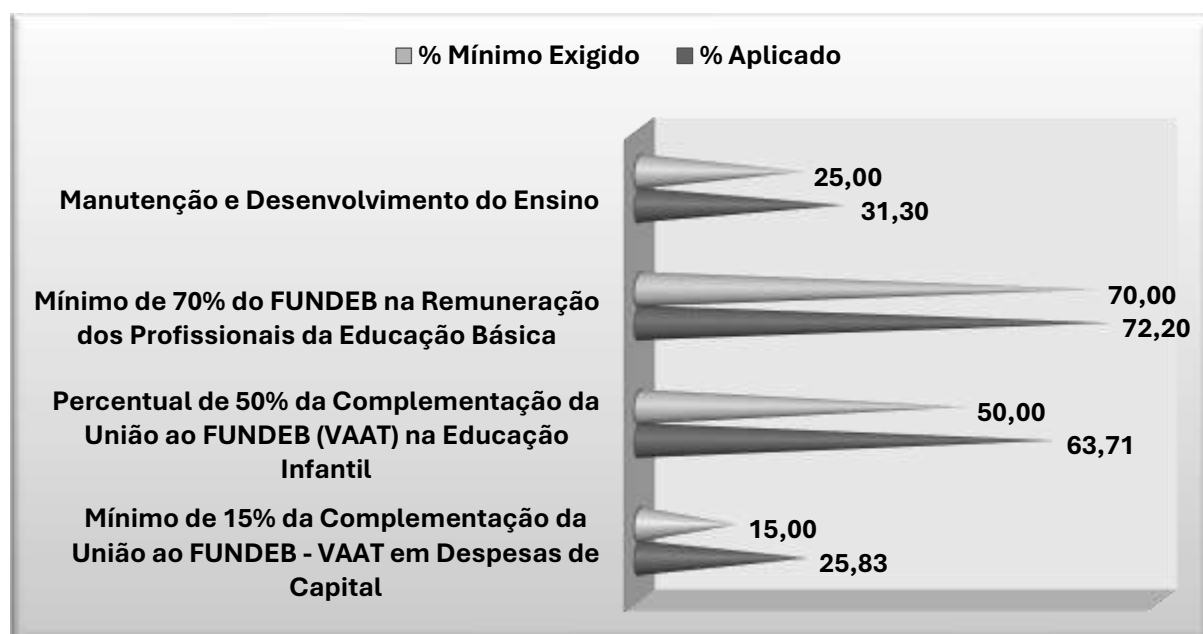 % Mínimo Exigido % Aplicado
Manutenção e Desenvolvimento do Ensino
25,00
31,30
Mínimo de 70% do FUNDEB na Remuneração
dos Profissionais da Educação Básica
70,00
72,20
Percentual de 50% da Complementação da
União ao FUNDEB (VAAT) na Educação
Infantil
50,00
63,71
Mínimo de 15% da Complementação da
União ao FUNDEB - VAAT em Despesas de
Capital
15,00
25,83